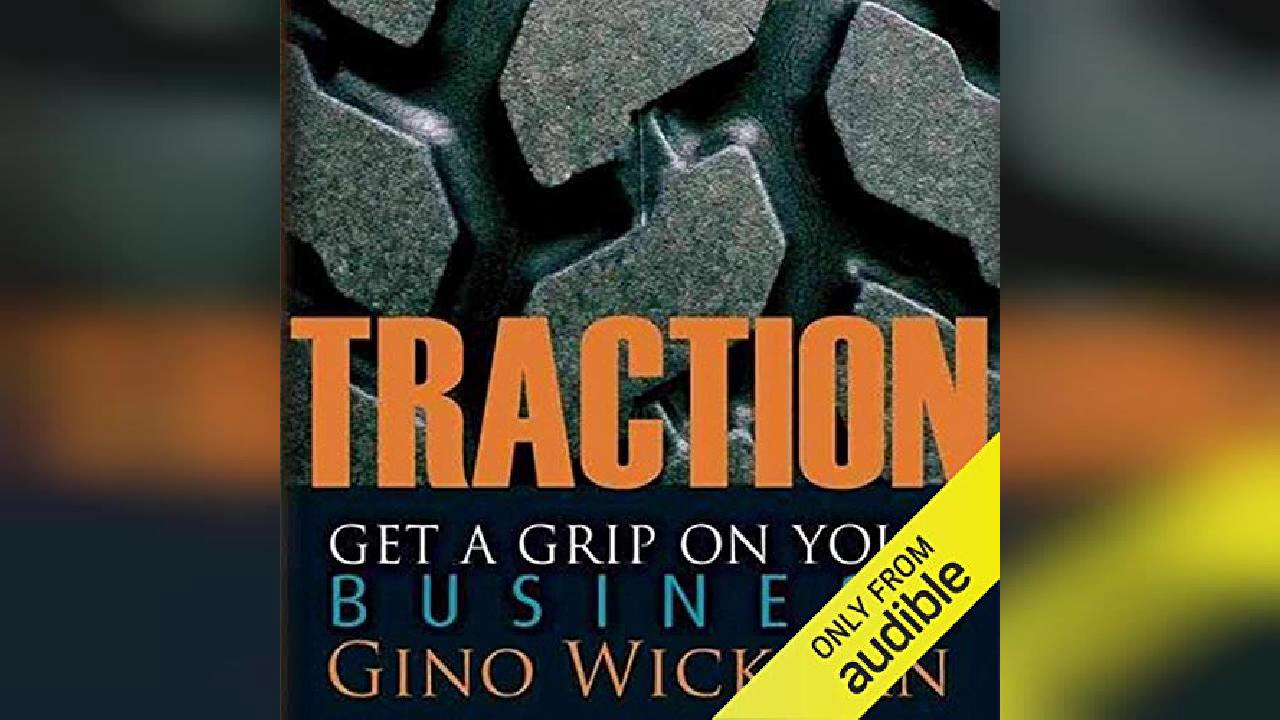 TRACTION
GET A GRIP ON YOU
BUSINE
GINO WICK N
ONLY FROM
audible